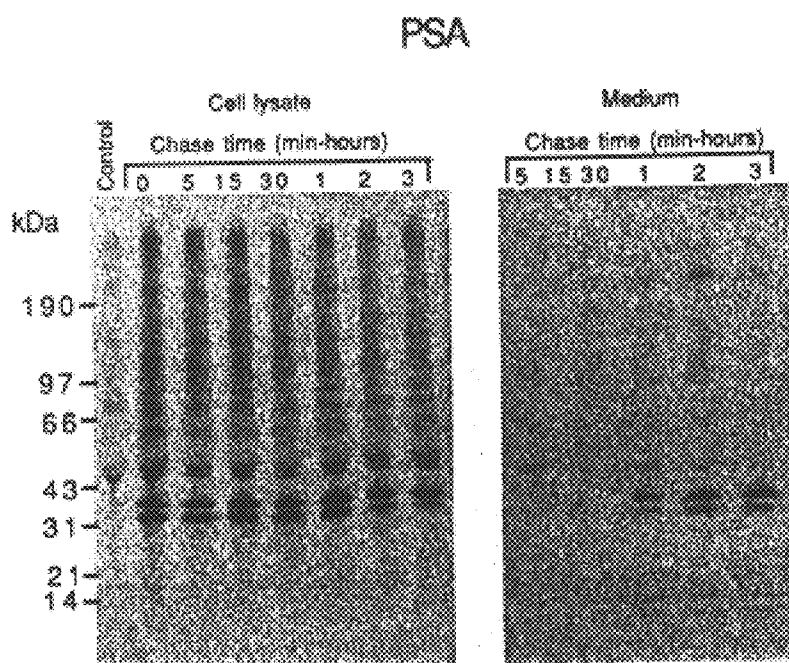 PSA
Cell lysate
Medium
Control
Chase time (min-hours)
Chase time (min-hours)
0 5 15 30 1 2 3
5 15 30 1 2 3
kDa
190
97
66
43
31
21
14